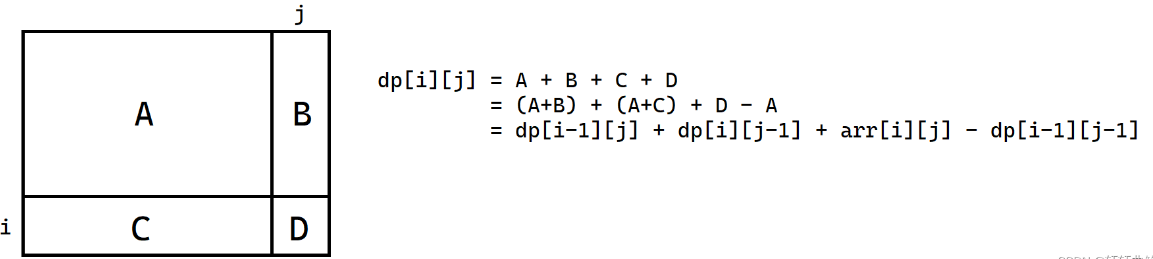 j
A
B
dp[i][j] = A + B + C + D
= (A+B) + (A+C) + D - A
= dp[i-1][j] + dp[i][j-1] + arr[i][j] - dp[i-1][j-1]
i
C
D